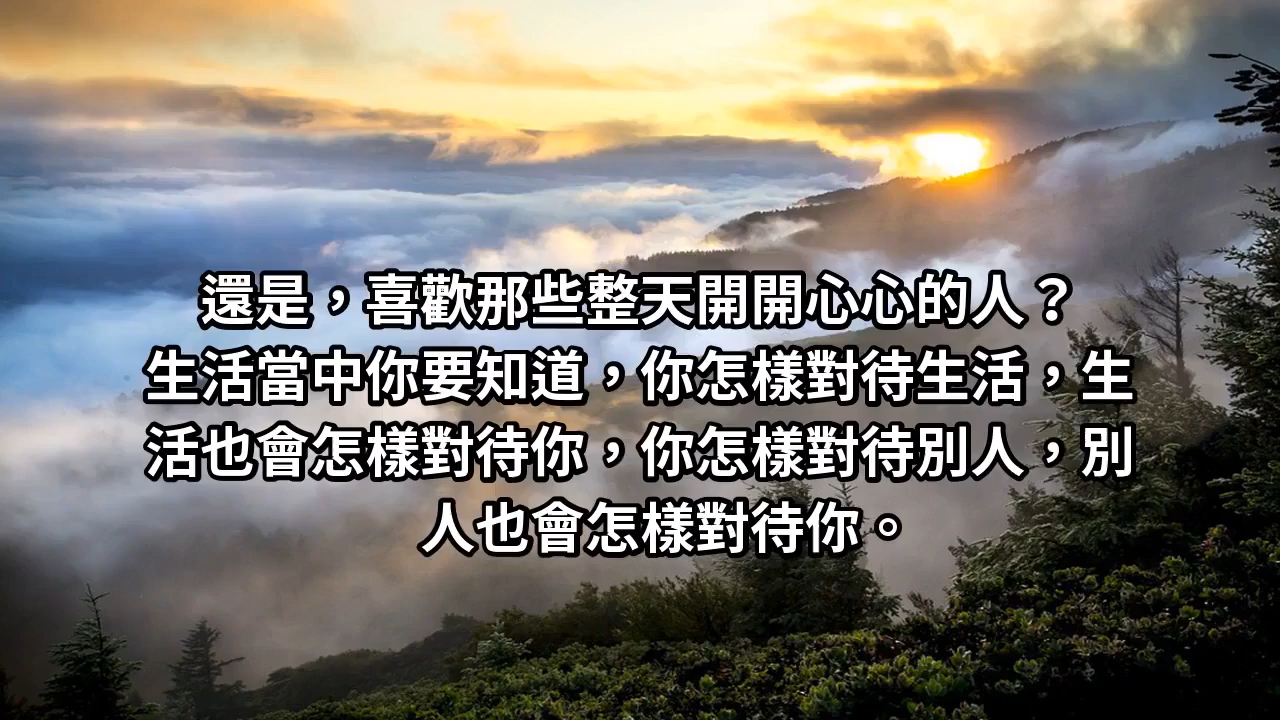 還是，喜歡那些整天開開心心的人？
生活當中你要知道，你怎樣對待生活，生
活也會怎樣對待你，你怎樣對待別人，別
人也會怎樣對待你。